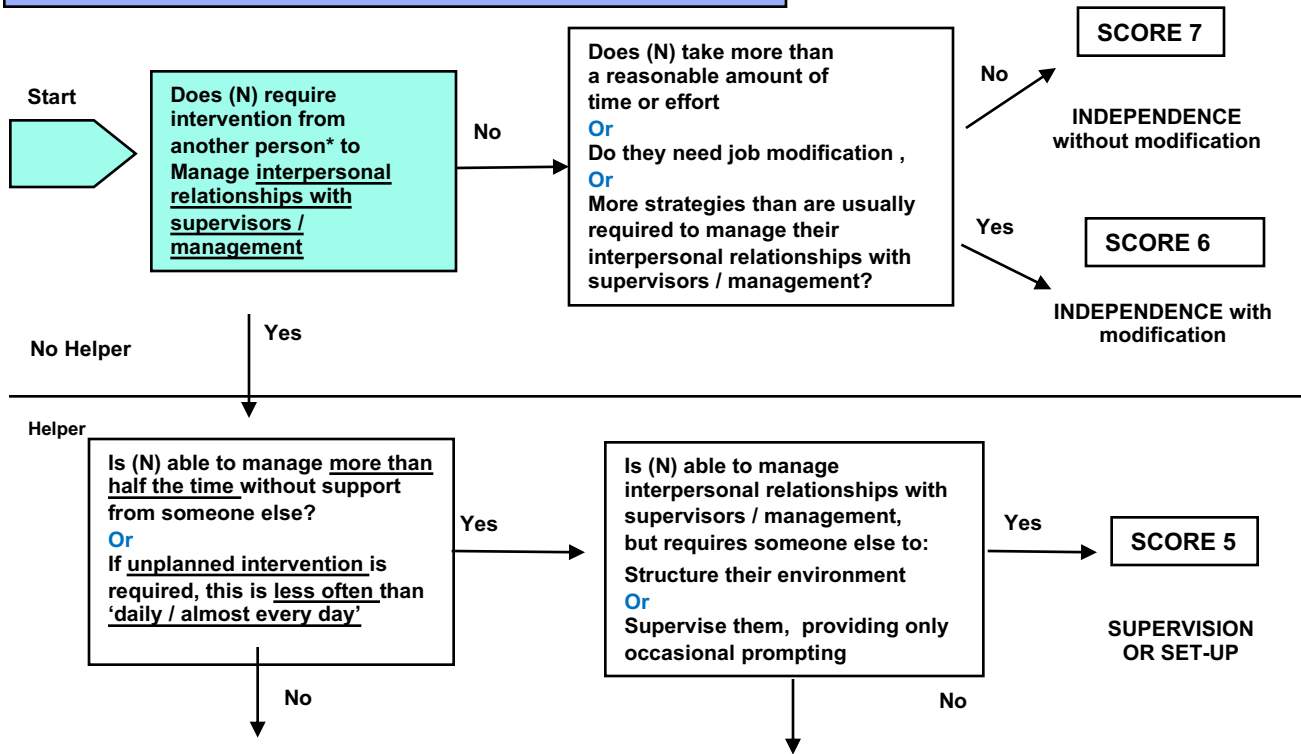 Start
Does (N) require
intervention from
another person* to
Manage interpersonal
relationships with
supervisors /
management
No
Does (N) take more than
a reasonable amount of
time or effort
Or
Do they need job modification ,
Or
More strategies than are usually
required to manage their
interpersonal relationships with
supervisors / management?
No
SCORE 7
INDEPENDENCE
without modification
Yes
SCORE 6
INDEPENDENCE with
modification
No Helper
Yes
Helper
Is (N) able to manage more than
half the time without support
from someone else?
Or
If unplanned intervention is
required, this is less often than
‘daily / almost every day’
Yes
Is (N) able to manage
interpersonal relationships with
supervisors / management,
but requires someone else to:
Structure their environment
Or
Supervise them, providing only
occasional prompting
Yes
SCORE 5
SUPERVISION
OR SET-UP
No
No